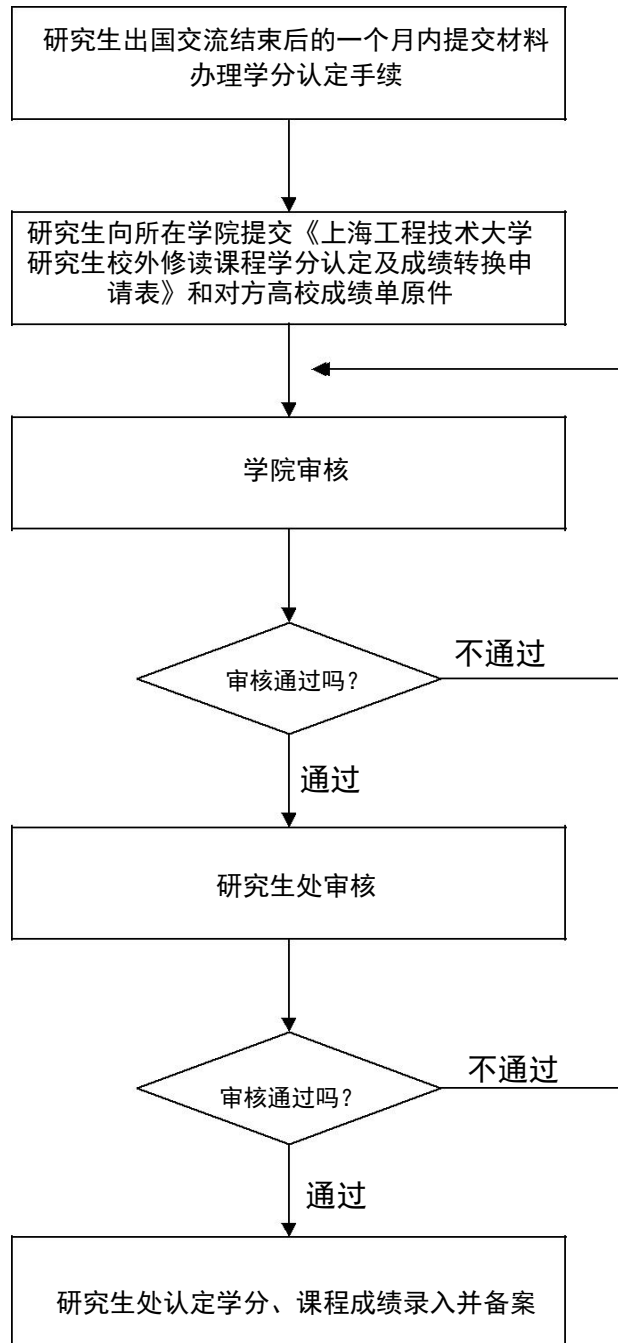 研究生出国交流结束后的一个月内提交材料
办理学分认定手续
研究生向所在学院提交《上海工程技术大学
研究生校外修读课程学分认定及成绩转换申
请表》和对方高校成绩单原件
学院审核
审核通过吗?
不通过
通过
研究生处审核
审核通过吗?
不通过
通过
研究生处认定学分、课程成绩录入并备案